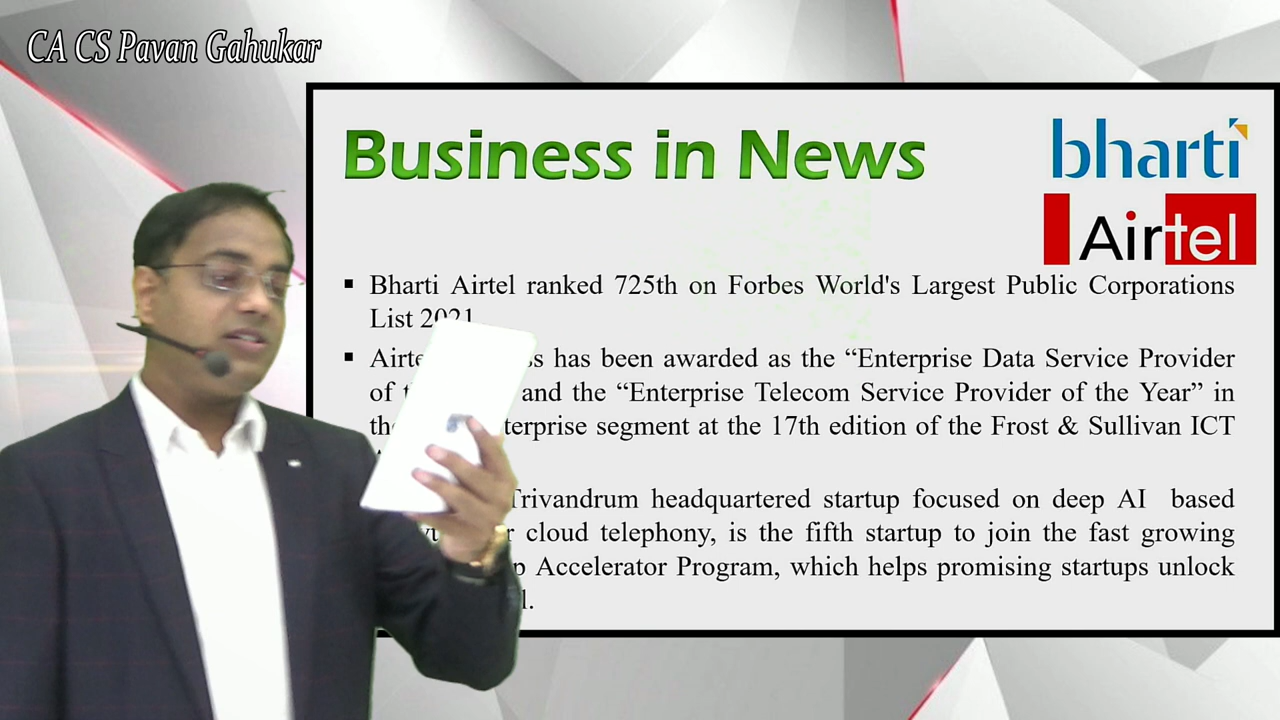 CA CS Pavan Gahukar
Business in News
bharti
Airtel
▪ Bharti Airtel ranked 725th on Forbes World's Largest Public Corporations
List 2021
▪ has been awarded as the “Enterprise Data Service Provider
of and the “Enterprise Telecom Service Provider of the Year” in
segment at the 17th edition of the Frost & Sullivan ICT
Trivandrum headquartered startup focused on deep AI based
cloud telephony, is the fifth startup to join the fast growing
Accelerator Program, which helps promising startups unlock